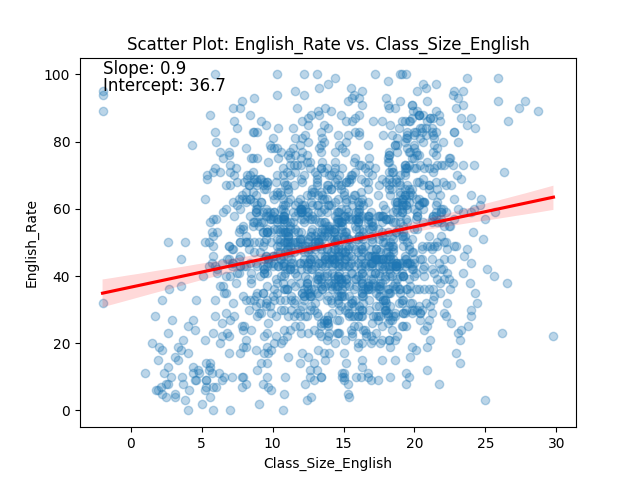 Scatter Plot: English_Rate vs. Class_Size_English
Slope: 0.9
Intercept: 36.7
100
80
60
40
20
0
English_Rate
0 5 10 15 20 25 30
Class_Size_English